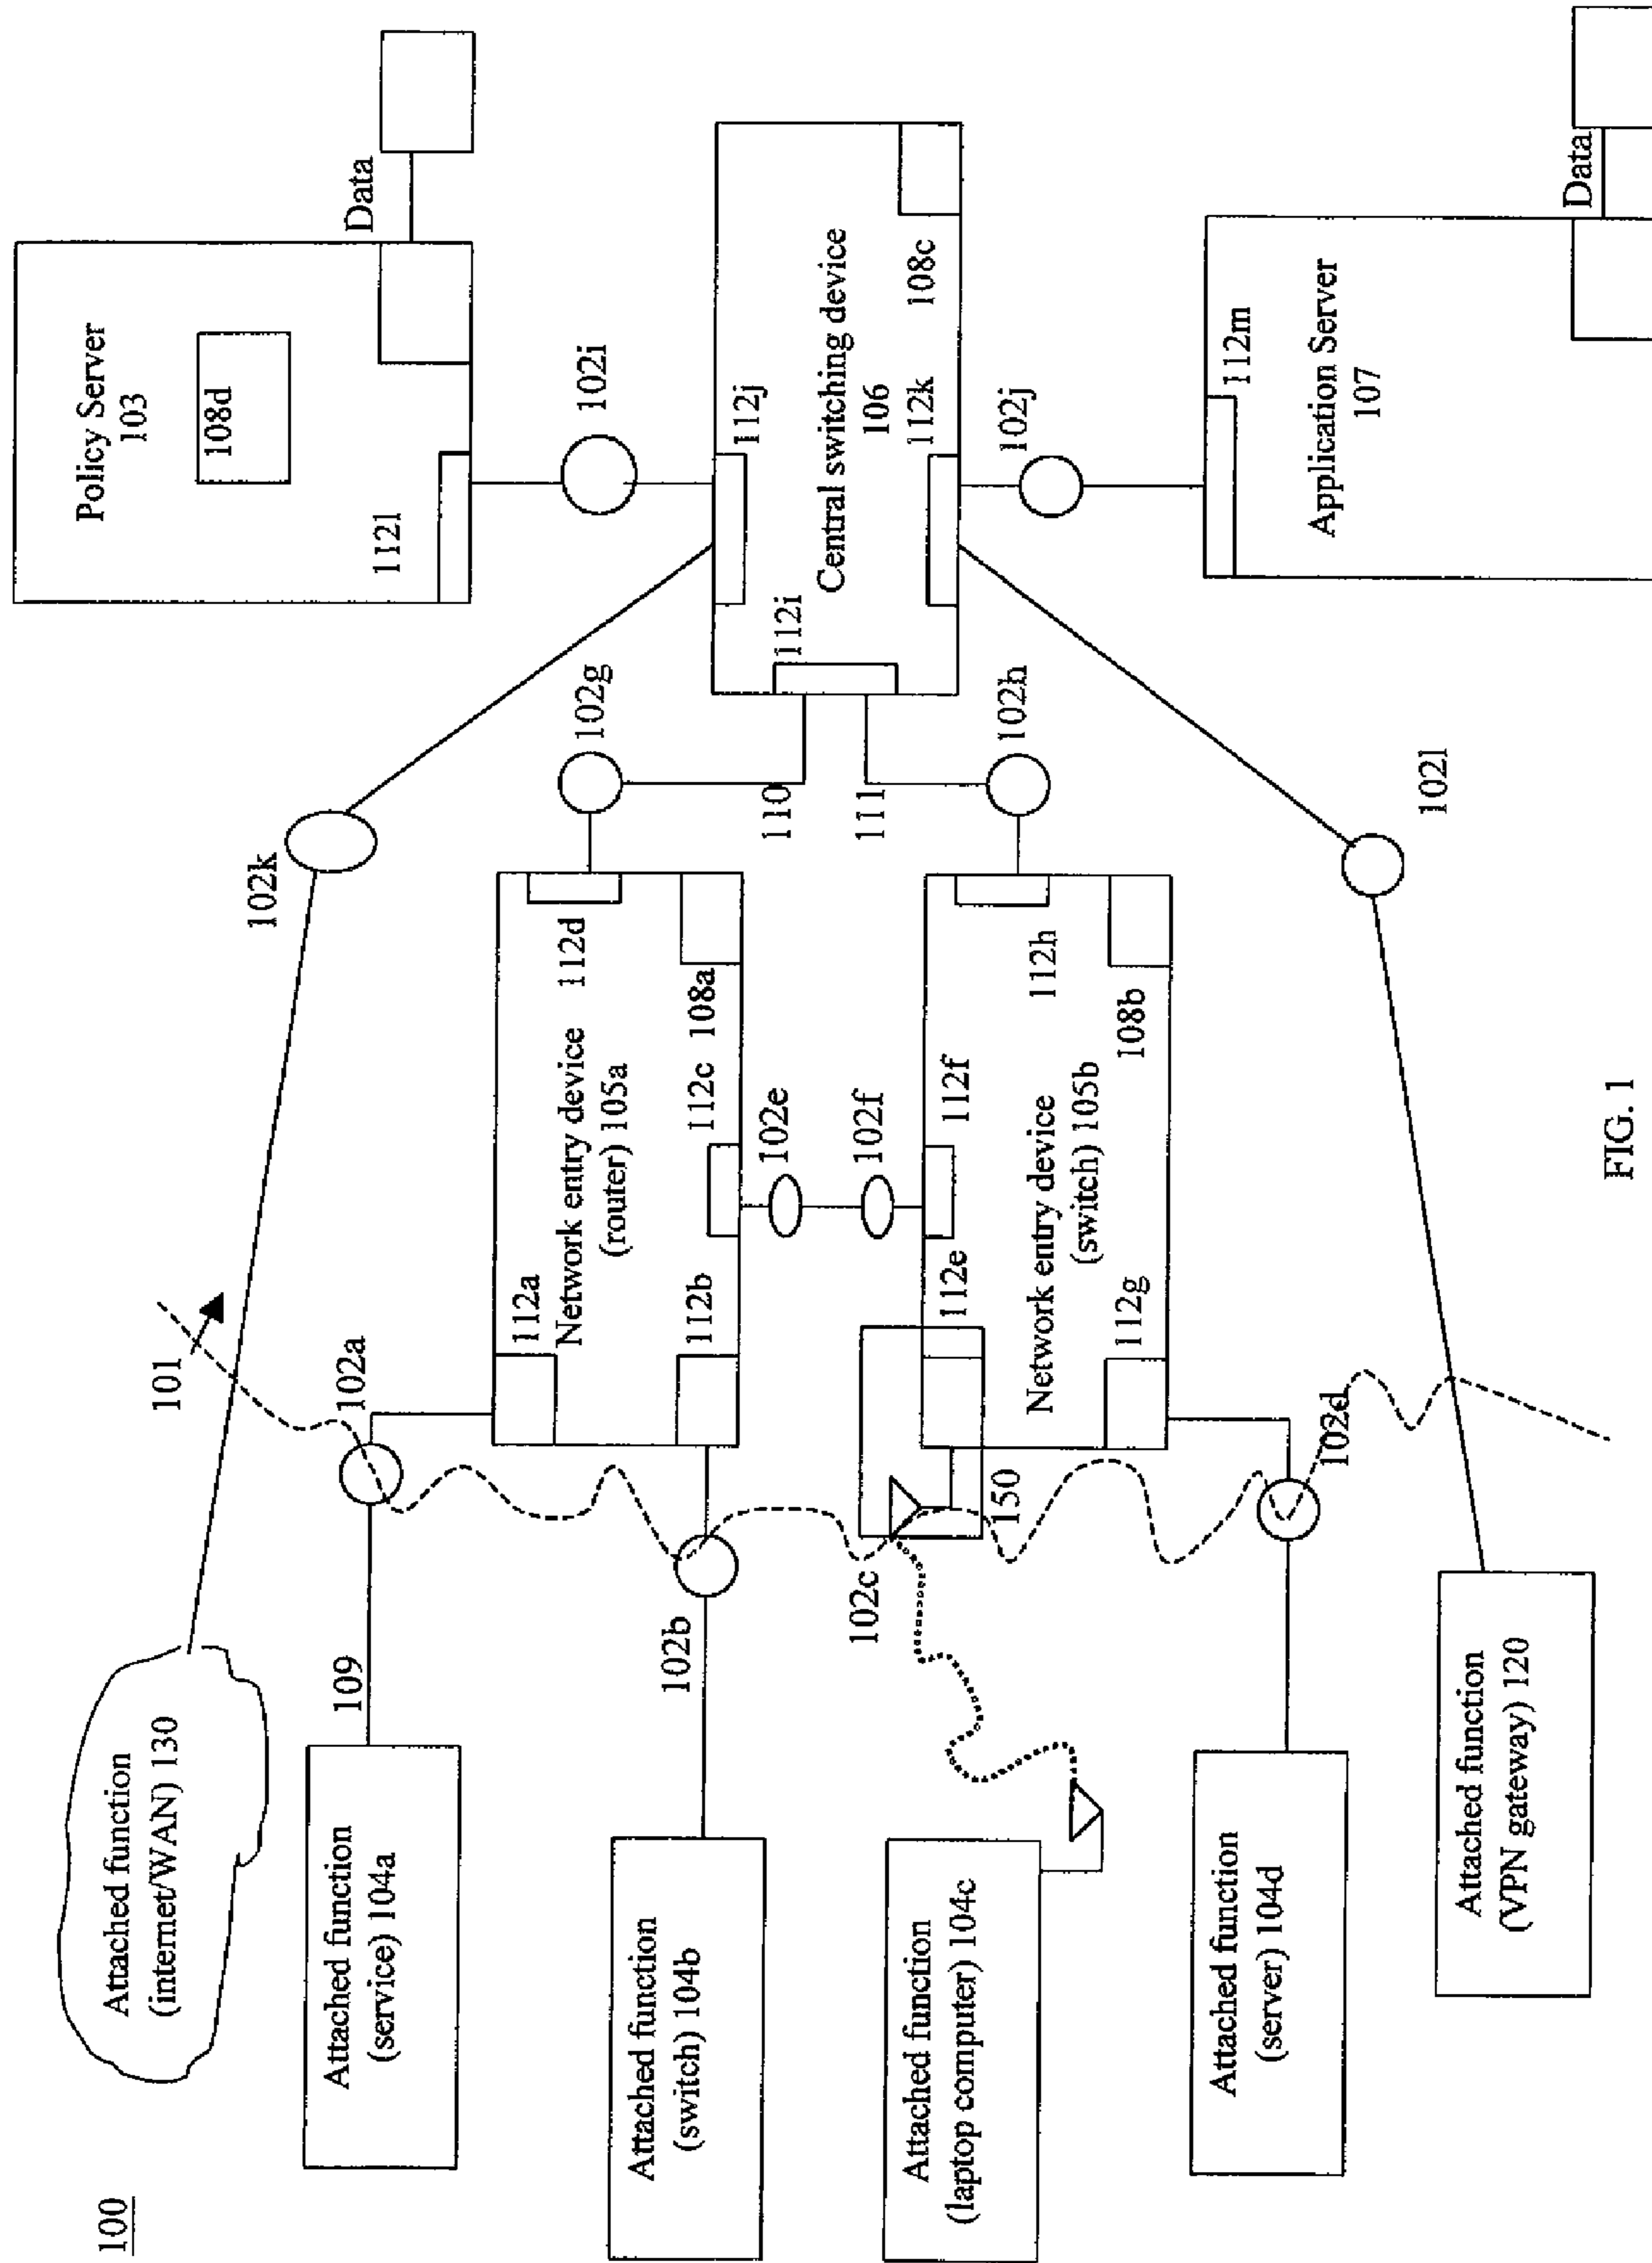 100
Attached function
(internet/WAN) 130
101
102k
Attached function
(service) 104a
109
102a
Attached function
(switch) 104b
102b
Attached function
(laptop computer) 104c
102c
150
Attached function
(server) 104d
102d
Attached function
(VPN gateway) 120
102l
112a
Network entry device
(router) 105a
112b
112c
112d
108a
102e
102f
112e
112f
Network entry device
(switch) 105b
112g
112h
108b
102g
110
111
102h
112i
112j
Central switching device
106
112k
108c
102i
102j
Policy Server
103
108d
112l
Data
112m
Application Server
107
Data
FIG. 1